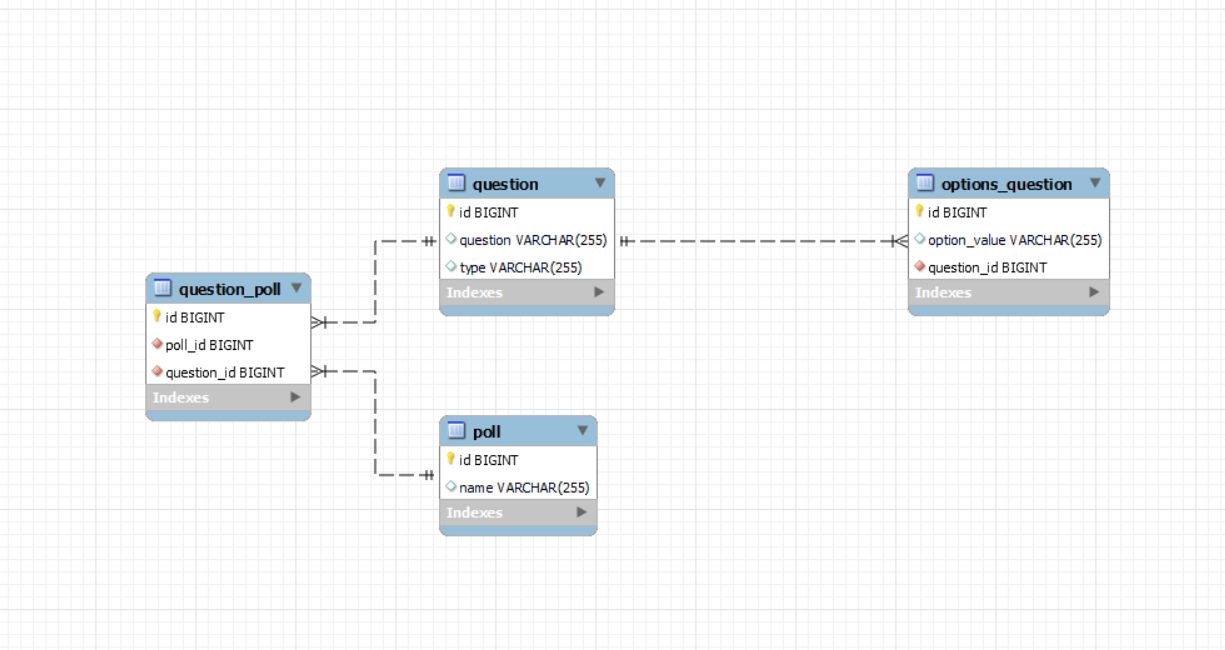 question
id BIGINT
question VARCHAR(255)
type VARCHAR(255)
Indexes
options_question
id BIGINT
option_value VARCHAR(255)
question_id BIGINT
Indexes
question_poll
id BIGINT
poll_id BIGINT
question_id BIGINT
Indexes
poll
id BIGINT
name VARCHAR(255)
Indexes